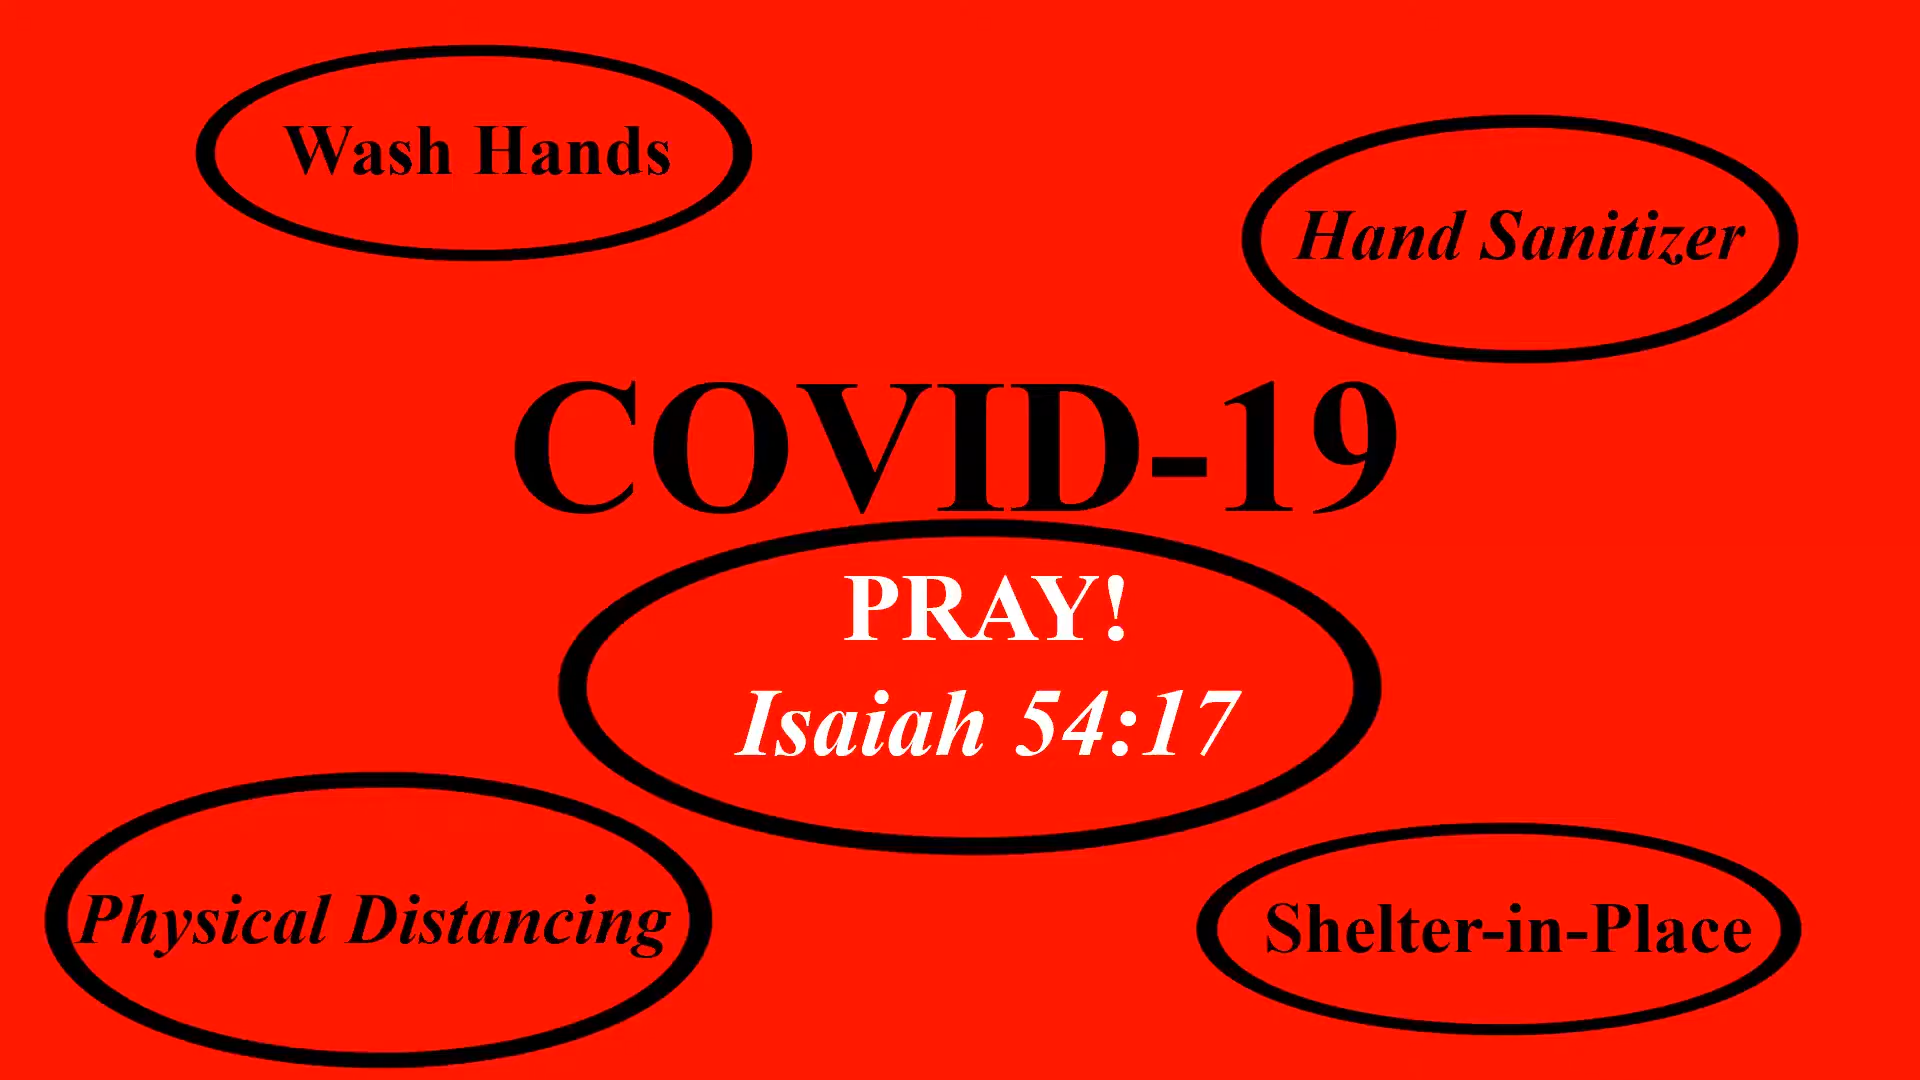 Wash Hands
Hand Sanitizer
COVID-19
PRAY!
Isaiah 54:17
Physical Distancing
Shelter-in-Place